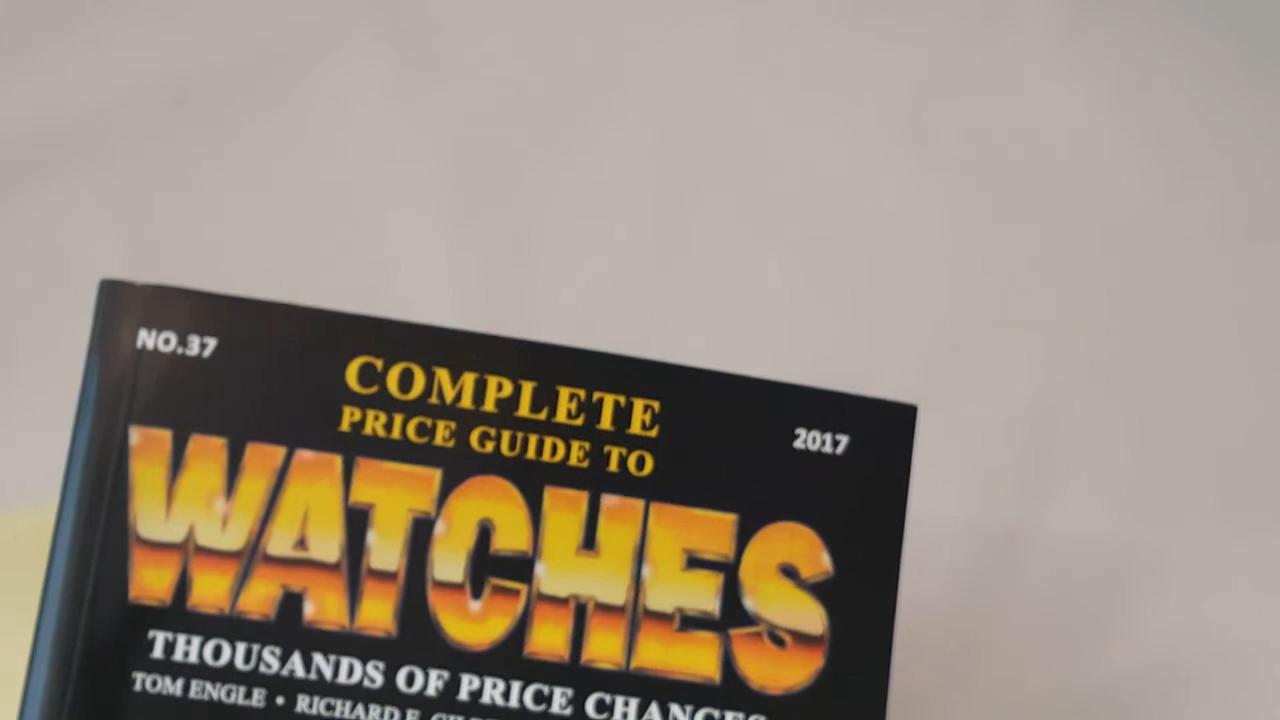 NO.37
COMPLETE
PRICE GUIDE TO
2017
WATCHES
THOUSANDS OF PRICE CHANGES
TOM ENGLE • RICHARD E.